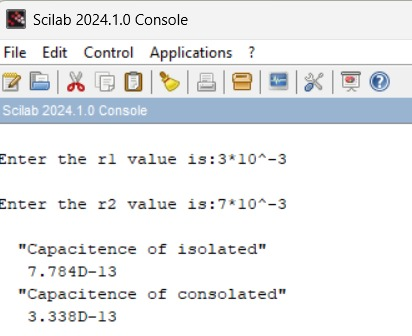 Scilab 2024.1.0 Console
File Edit Control Applications ?
Scilab 2024.1.0 Console
Enter the r1 value is:3*10^-3
Enter the r2 value is:7*10^-3
"Capacitence of isolated"
7.784D-13
"Capacitence of consolated"
3.338D-13